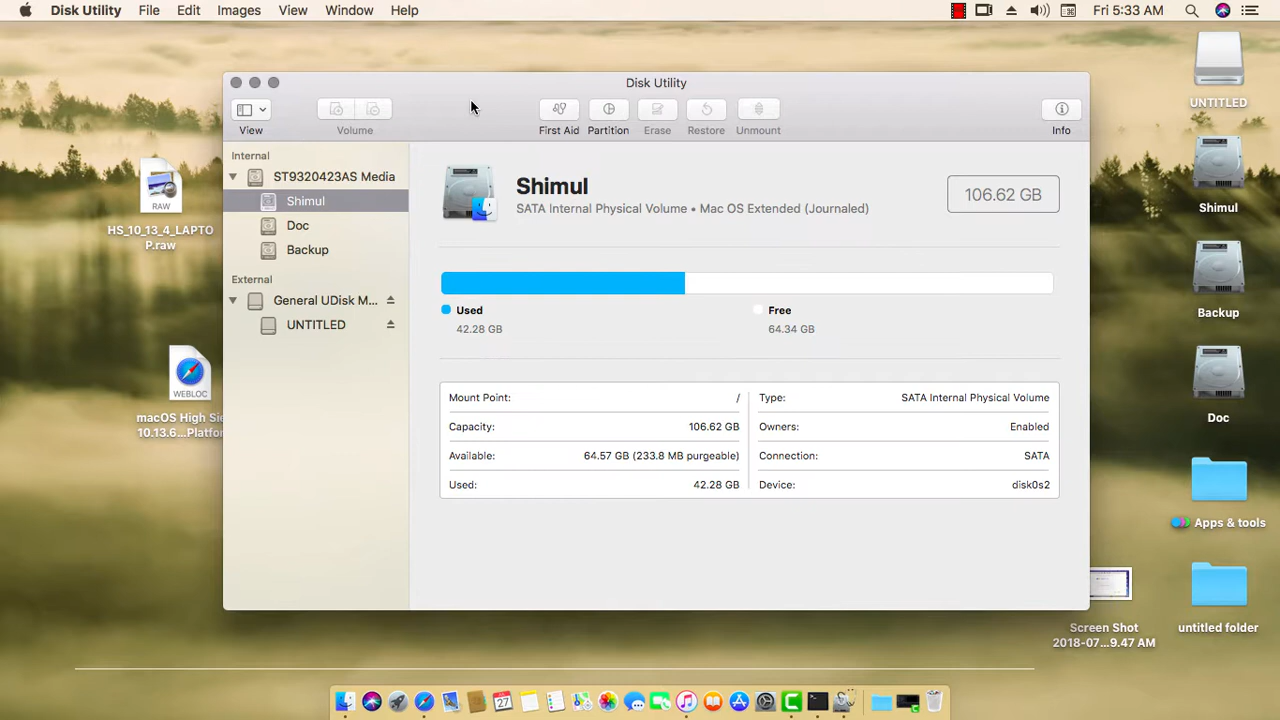 Disk Utility File Edit Images View Window Help Fri 5:33 AM
Disk Utility
View Volume First Aid Partition Erase Restore Unmount Info
Internal
ST9320423AS Media
Shimul
Doc
Backup
External
General UDisk M...
UNTITLED
Shimul
SATA Internal Physical Volume • Mac OS Extended (Journaled)
106.62 GB
Used
42.28 GB
Free
64.34 GB
Mount Point: /
Capacity: 106.62 GB
Available: 64.57 GB (233.8 MB purgeable)
Used: 42.28 GB
Type: SATA Internal Physical Volume
Owners: Enabled
Connection: SATA
Device: disk0s2
RAW
HS_10_13_4_LAPTO
P.raw
WEBLOC
macOS High Sie
10.13.6...Platfor
UNTITLED
Shimul
Backup
Doc
Apps & tools
Screen Shot
2018-07...9.47 AM
untitled folder
27